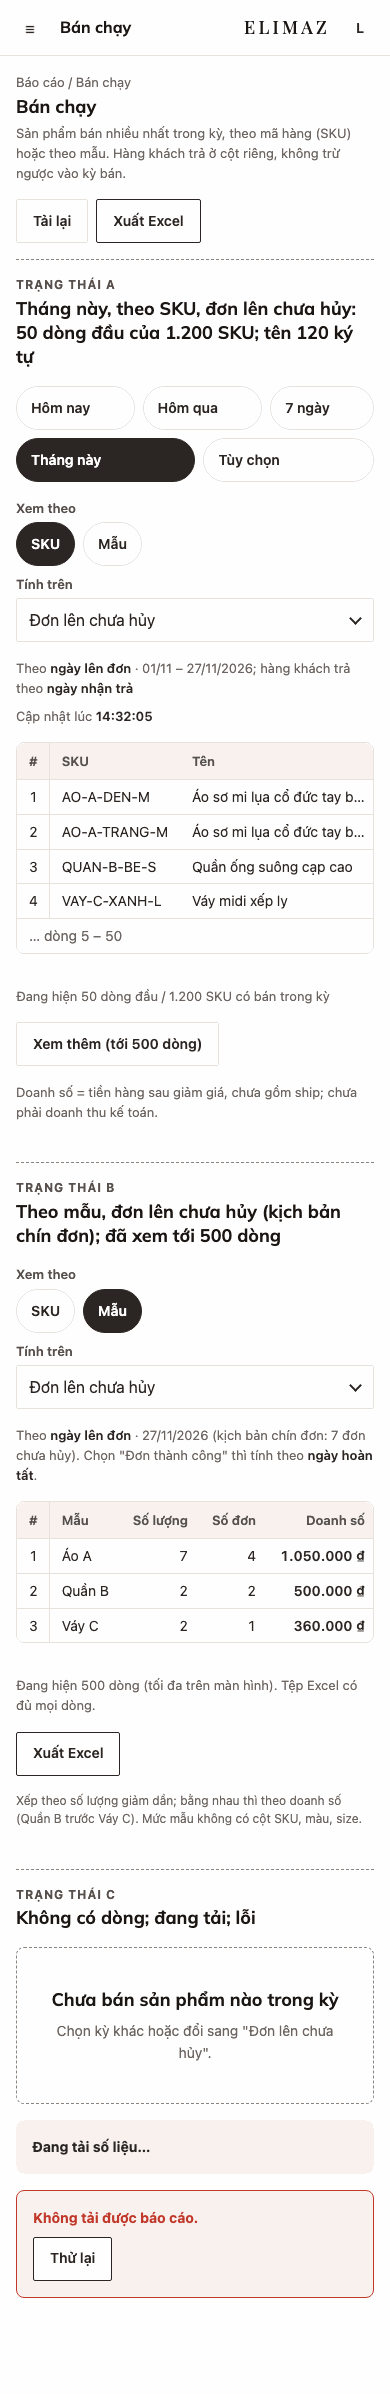 ≡ Bán chạy ELIMAZ L
Báo cáo / Bán chạy
Bán chạy
Sản phẩm bán nhiều nhất trong kỳ, theo mã hàng (SKU)
hoặc theo mẫu. Hàng khách trả ở cột riêng, không trừ
ngược vào kỳ bán.
Tải lại Xuất Excel
TRẠNG THÁI A
Tháng này, theo SKU, đơn lên chưa hủy:
50 dòng đầu của 1.200 SKU; tên 120 ký
tự
Hôm nay Hôm qua 7 ngày
Tháng này Tùy chọn
Xem theo
SKU Mẫu
Tính trên
Đơn lên chưa hủy
Theo ngày lên đơn · 01/11 – 27/11/2026; hàng khách trả
theo ngày nhận trả
Cập nhật lúc 14:32:05
# SKU Tên
1 AO-A-DEN-M Áo sơ mi lụa cổ đức tay b...
2 AO-A-TRANG-M Áo sơ mi lụa cổ đức tay b...
3 QUAN-B-BE-S Quần ống suông cạp cao
4 VAY-C-XANH-L Váy midi xếp ly
... dòng 5 – 50
Đang hiện 50 dòng đầu / 1.200 SKU có bán trong kỳ
Xem thêm (tới 500 dòng)
Doanh số = tiền hàng sau giảm giá, chưa gồm ship; chưa
phải doanh thu kế toán.
TRẠNG THÁI B
Theo mẫu, đơn lên chưa hủy (kịch bản
chín đơn); đã xem tới 500 dòng
Xem theo
SKU Mẫu
Tính trên
Đơn lên chưa hủy
Theo ngày lên đơn · 27/11/2026 (kịch bản chín đơn: 7 đơn
chưa hủy). Chọn "Đơn thành công" thì tính theo ngày hoàn
tất.
# Mẫu Số lượng Số đơn Doanh số
1 Áo A 7 4 1.050.000 ₫
2 Quần B 2 2 500.000 ₫
3 Váy C 2 1 360.000 ₫
Đang hiện 500 dòng (tối đa trên màn hình). Tệp Excel có
đủ mọi dòng.
Xuất Excel
Xếp theo số lượng giảm dần; bằng nhau thì theo doanh số
(Quần B trước Váy C). Mức mẫu không có cột SKU, màu, size.
TRẠNG THÁI C
Không có dòng; đang tải; lỗi
Chưa bán sản phẩm nào trong kỳ
Chọn kỳ khác hoặc đổi sang "Đơn lên chưa
hủy".
Đang tải số liệu...
Không tải được báo cáo.
Thử lại